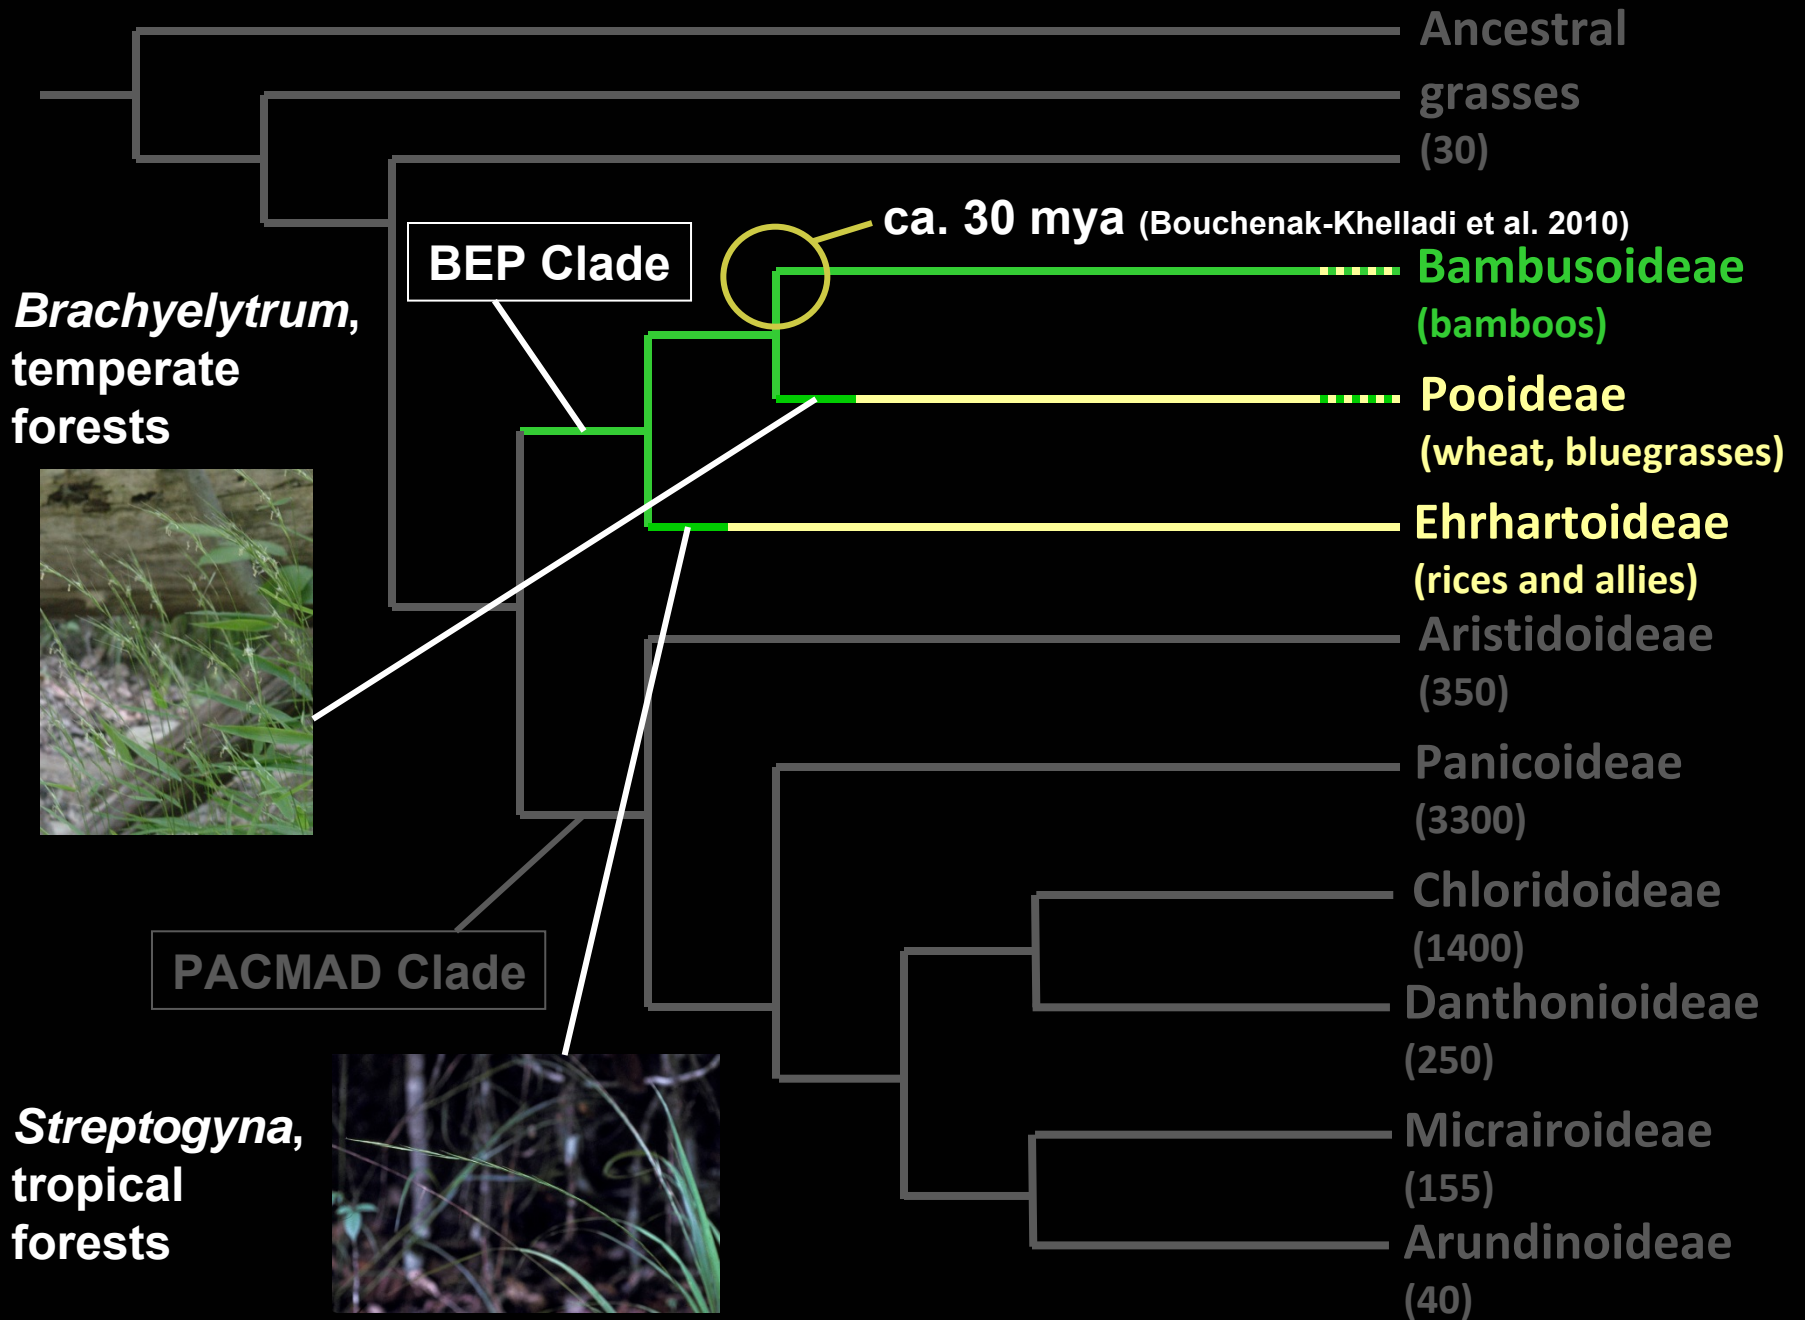 Ancestral
grasses
(30)
ca. 30 mya (Bouchenak-Khelladi et al. 2010)
BEP Clade
Bambusoideae
(bamboos)
Brachyelytrum,
temperate
forests
Pooideae
(wheat, bluegrasses)
Ehrhartoideae
(rices and allies)
Aristidoideae
(350)
Panicoideae
(3300)
Chloridoideae
(1400)
PACMAD Clade
Danthonioideae
(250)
Streptogyna,
tropical
forests
Micrairoideae
(155)
Arundinoideae
(40)